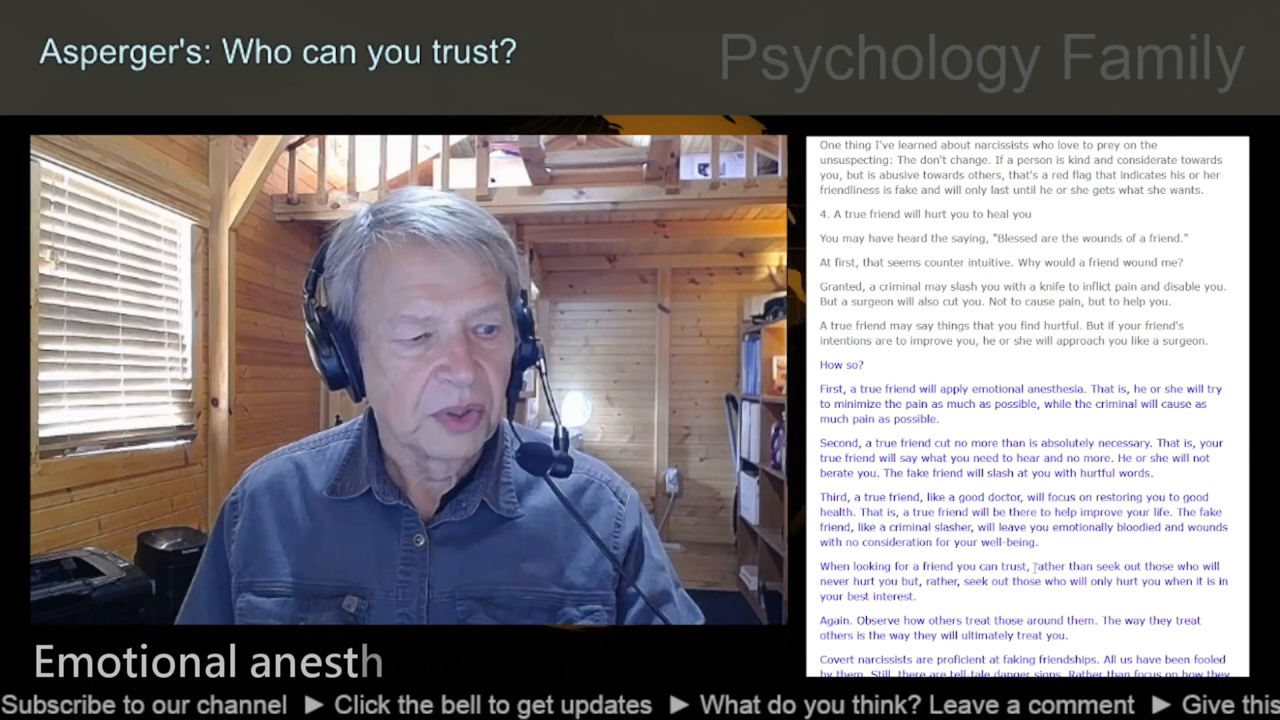 Asperger's: Who can you trust?
Psychology Family
One thing I've learned about narcissists who love to prey on the
unsuspecting: The don't change. If a person is kind and considerate towards
you, but is abusive towards others, that's a red flag that indicates his or her
friendliness is fake and will only last until he or she gets what she wants.
4. A true friend will hurt you to heal you
You may have heard the saying, "Blessed are the wounds of a friend."
At first, that seems counter intuitive. Why would a friend wound me?
Granted, a criminal may slash you with a knife to inflict pain and disable you.
But a surgeon will also cut you. Not to cause pain, but to help you.
A true friend may say things that you find hurtful. But if your friend's
intentions are to improve you, he or she will approach you like a surgeon.
How so?
First, a true friend will apply emotional anesthesia. That is, he or she will try
to minimize the pain as much as possible, while the criminal will cause as
much pain as possible.
Second, a true friend cut no more than is absolutely necessary. That is, your
true friend will say what you need to hear and no more. He or she will not
berate you. The fake friend will slash at you with hurtful words.
Third, a true friend, like a good doctor, will focus on restoring you to good
health. That is, a true friend will be there to help improve your life. The fake
friend, like a criminal slasher, will leave you emotionally bloodied and wounds
with no consideration for your well-being.
When looking for a friend you can trust, rather than seek out those who will
never hurt you but, rather, seek out those who will only hurt you when it is in
your best interest.
Again. Observe how others treat those around them. The way they treat
others is the way they will ultimately treat you.
Covert narcissists are proficient at faking friendships. All us have been fooled
by them. Still, there are tell tale danger signs. Rather than focus on how they
Emotional anesth
Subscribe to our channel ► Click the bell to get updates ► What do you think? Leave a comment ► Give this